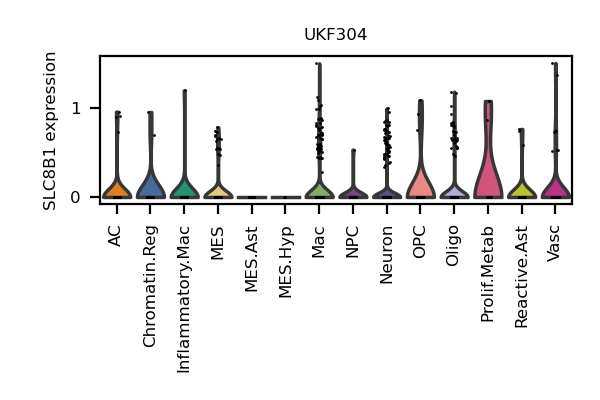 UKF304
SLC8B1 expression
1
0
AC
Chromatin.Reg
Inflammatory.Mac
MES
MES.Ast
MES.Hyp
Mac
NPC
Neuron
OPC
Oligo
Prolif.Metab
Reactive.Ast
Vasc